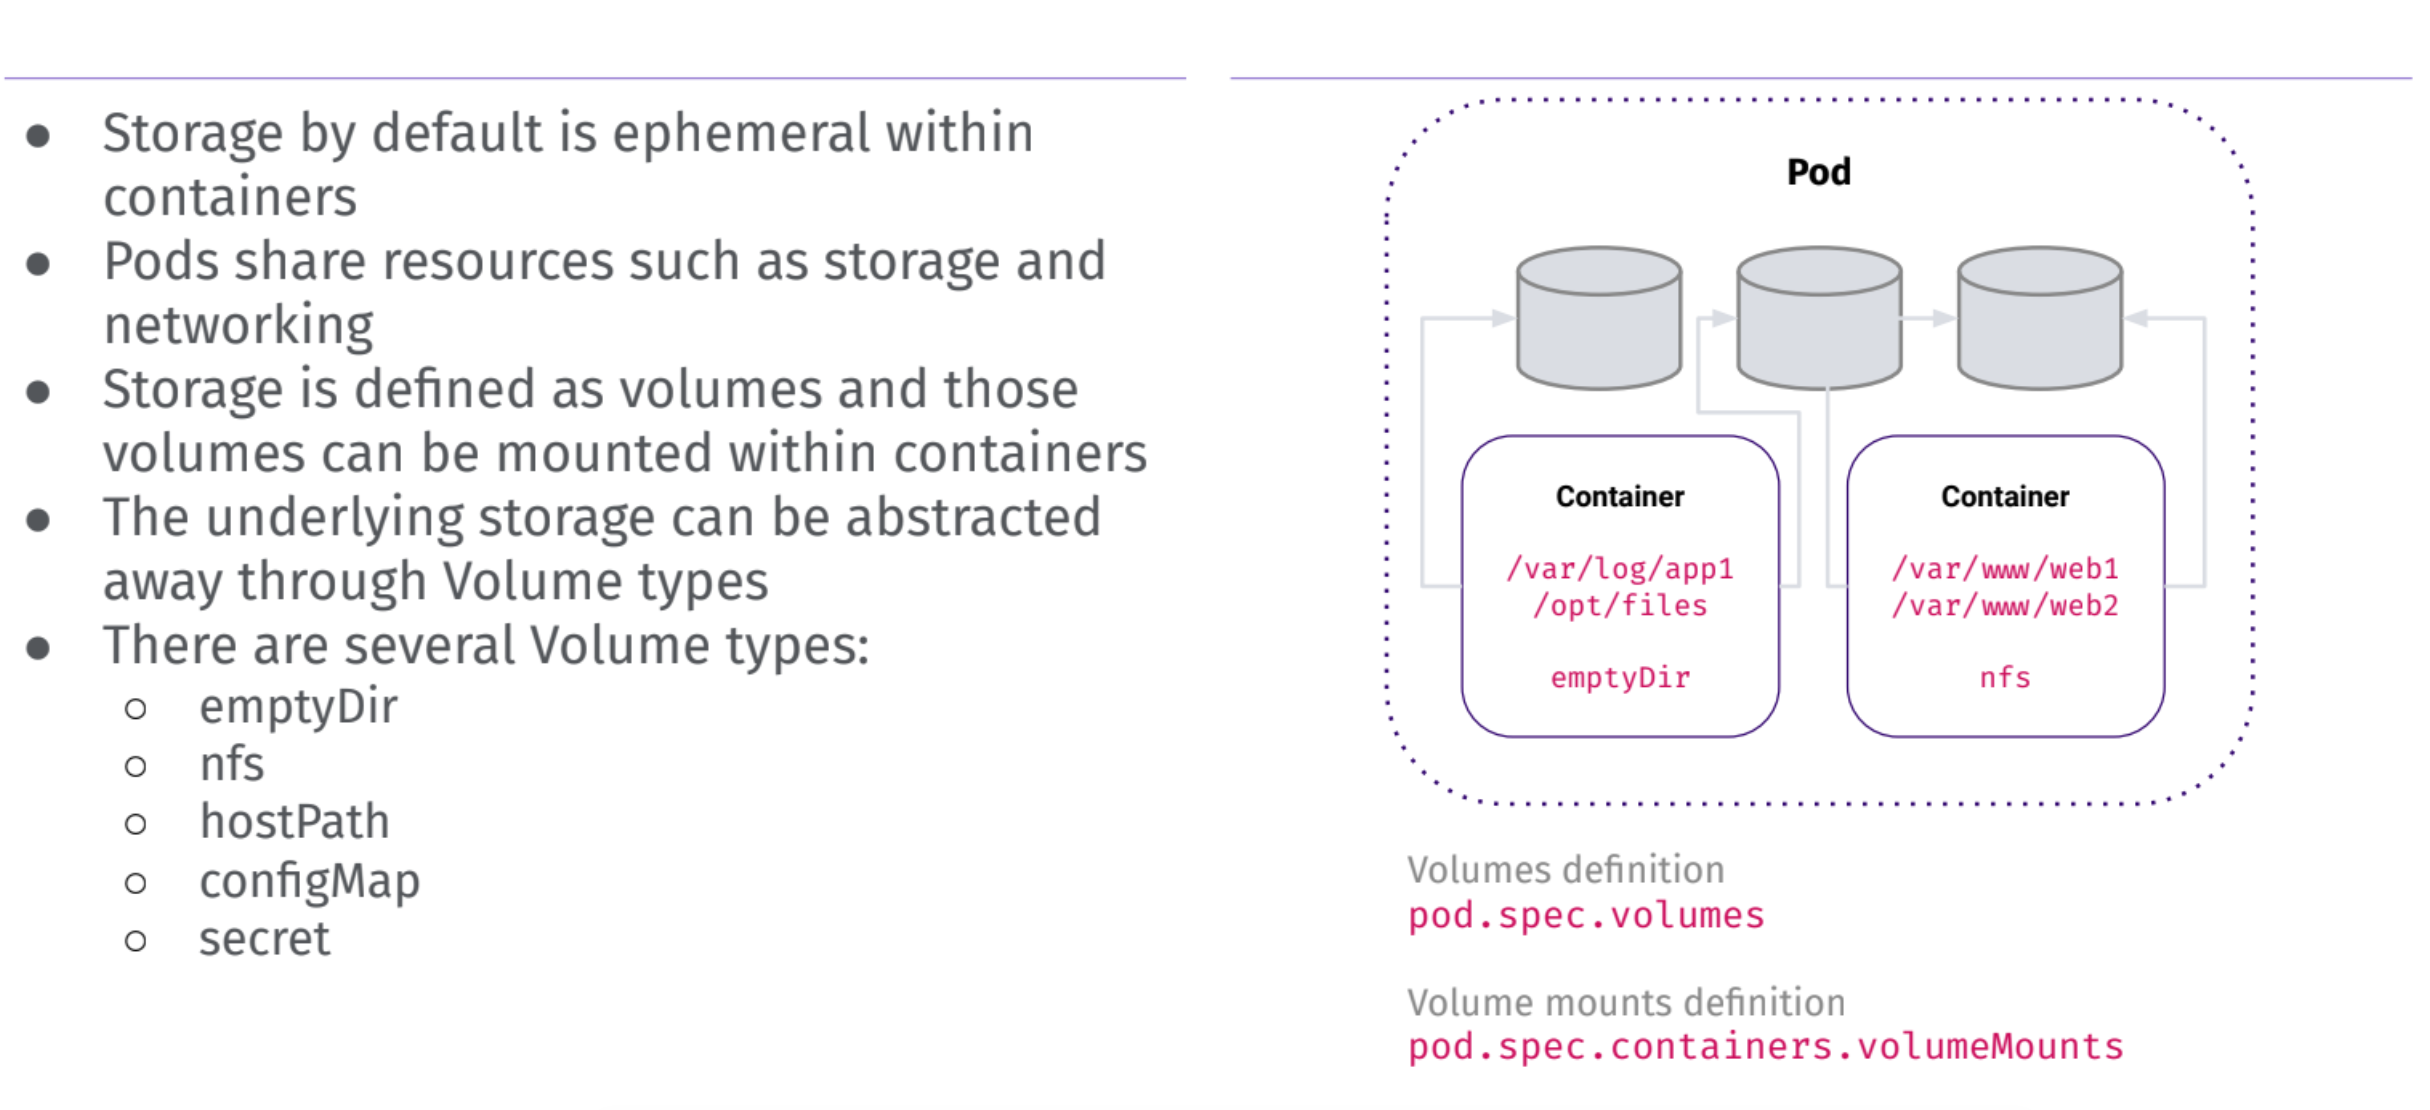 ● Storage by default is ephemeral within
containers
● Pods share resources such as storage and
networking
● Storage is defined as volumes and those
volumes can be mounted within containers
● The underlying storage can be abstracted
away through Volume types
● There are several Volume types:
○ emptyDir
○ nfs
○ hostPath
○ configMap
○ secret
Pod
Container
/var/log/app1
/opt/files
emptyDir
Container
/var/www/web1
/var/www/web2
nfs
Volumes definition
pod.spec.volumes
Volume mounts definition
pod.spec.containers.volumeMounts